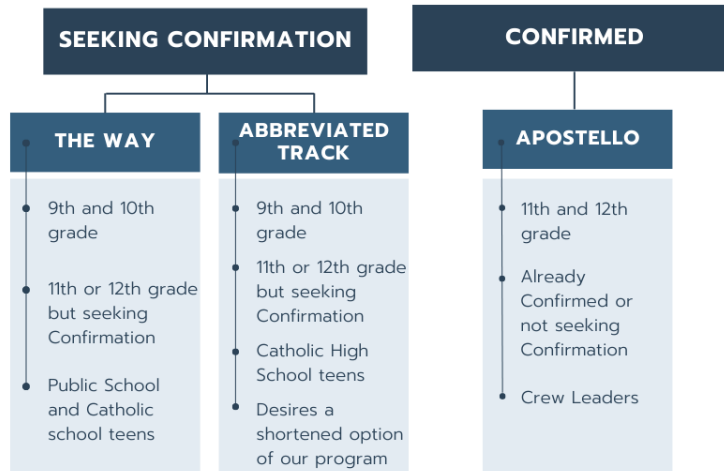 SEEKING CONFIRMATION
CONFIRMED
THE WAY
ABBREVIATED
TRACK
APOSTELLO
9th and 10th
grade
11th or 12th grade
but seeking
Confirmation
Public School
and Catholic
school teens
9th and 10th
grade
11th or 12th grade
but seeking
Confirmation
Catholic High
School teens
Desires a
shortened option
of our program
11th and 12th
grade
Already
Confirmed or
not seeking
Confirmation
Crew Leaders